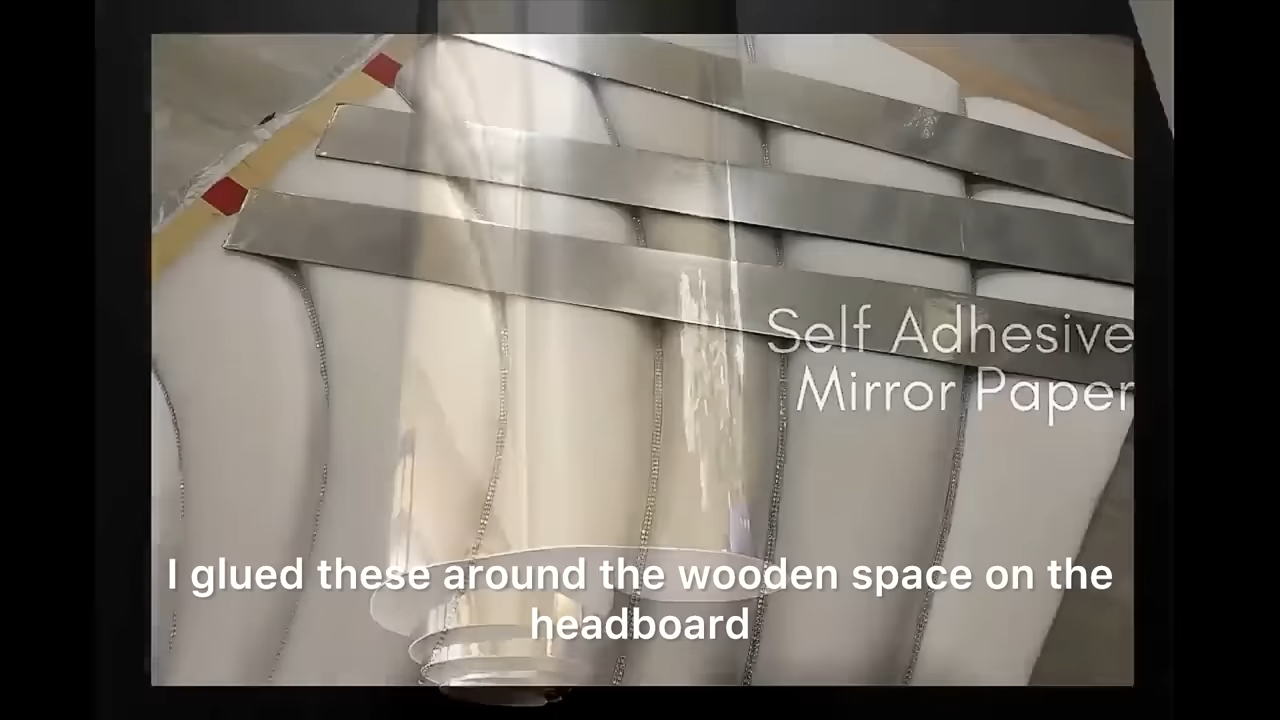 Self Adhesive
Mirror Paper
I glued these around the wooden space on the
headboard